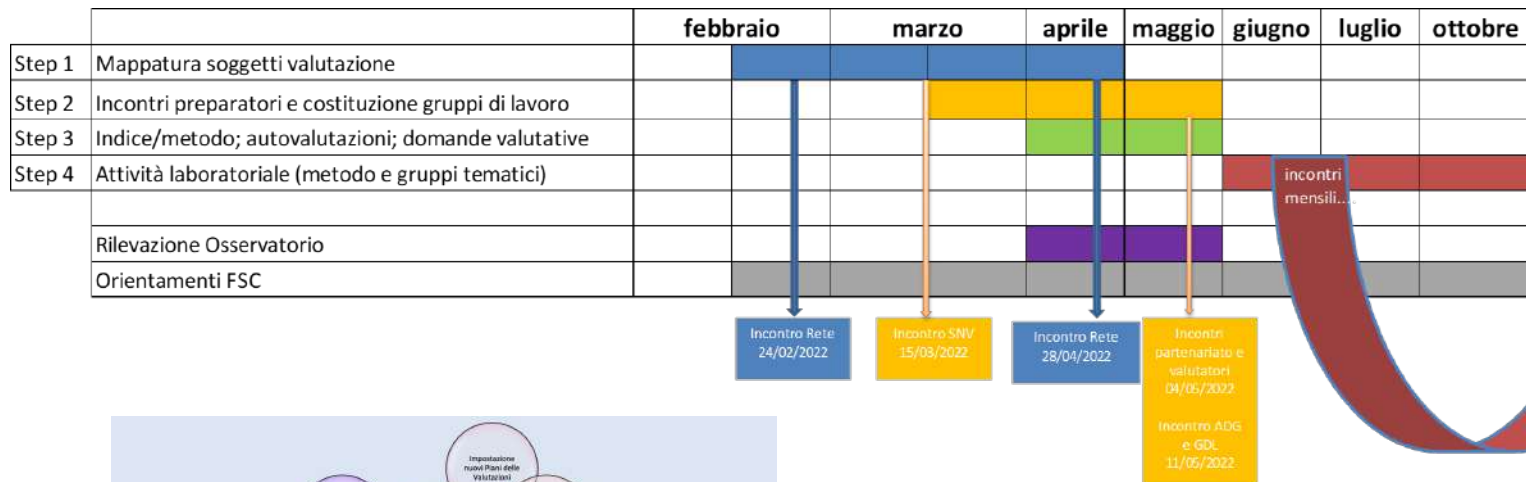 febbraio marzo aprile maggio giugno luglio ottobre
Step 1 Mappatura soggetti valutazione
Step 2 Incontri preparatori e costituzione gruppi di lavoro
Step 3 Indice/metodo; autovalutazioni; domande valutative
Step 4 Attività laboratoriale (metodo e gruppi tematici)
incontri
mensili....
Rilevazione Osservatorio
Orientamenti FSC
Incontro Rete
24/02/2022
Incontro SNV
15/03/2022
Incontro Rete
28/04/2022
Incontri
partenariato e
valutatori
04/05/2022
Incontro ADG
e GDL
11/05/2022
Impostazione
nuovi Piani delle
Valutazioni